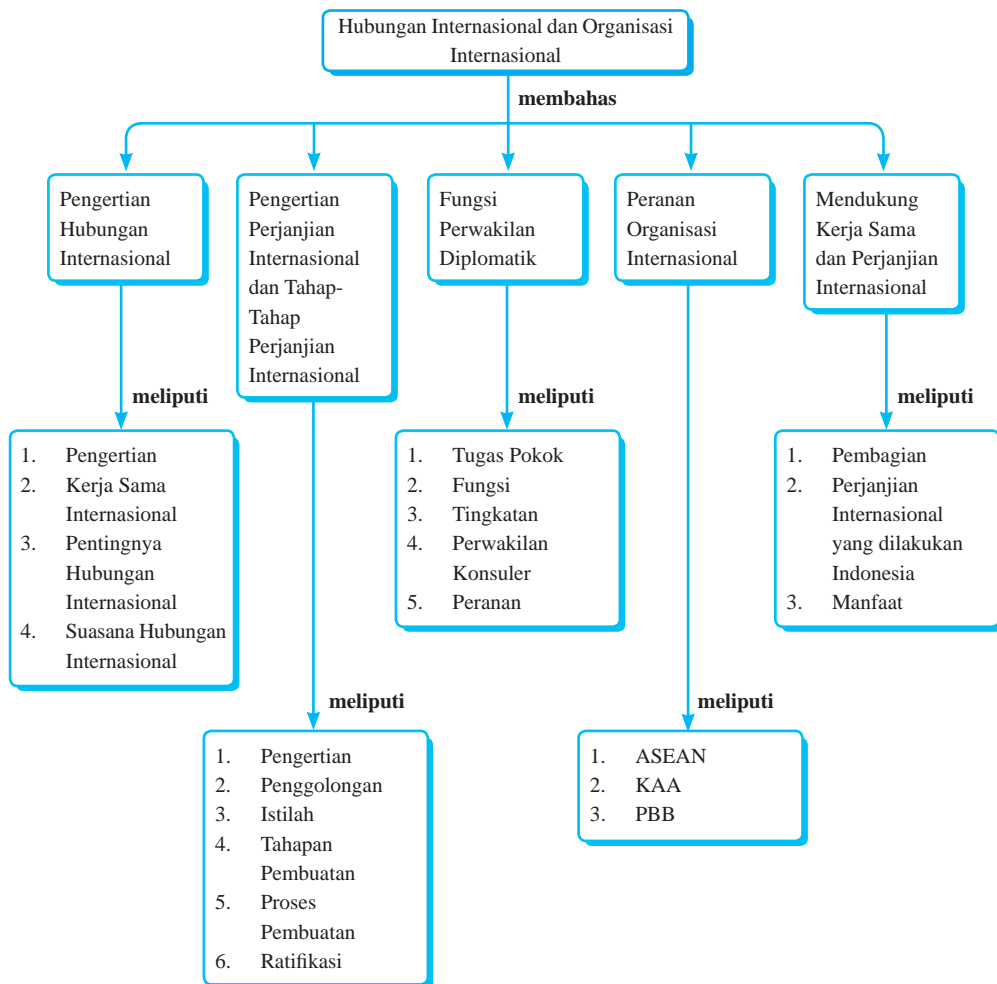 Hubungan Internasional dan Organisasi
Internasional
membahas
Pengertian
Hubungan
Internasional
Pengertian
Perjanjian
Internasional
dan Tahap-
Tahap
Perjanjian
Internasional
Fungsi
Perwakilan
Diplomatik
Peranan
Organisasi
Internasional
Mendukung
Kerja Sama
dan Perjanjian
Internasional
meliputi
1. Pengertian
2. Kerja Sama
Internasional
3. Pentingnya
Hubungan
Internasional
4. Suasana Hubungan
Internasional
meliputi
1. Tugas Pokok
2. Fungsi
3. Tingkatan
4. Perwakilan
Konsuler
5. Peranan
meliputi
1. Pembagian
2. Perjanjian
Internasional
yang dilakukan
Indonesia
3. Manfaat
meliputi
1. Pengertian
2. Penggolongan
3. Istilah
4. Tahapan
Pembuatan
5. Proses
Pembuatan
6. Ratifikasi
meliputi
1. ASEAN
2. KAA
3. PBB